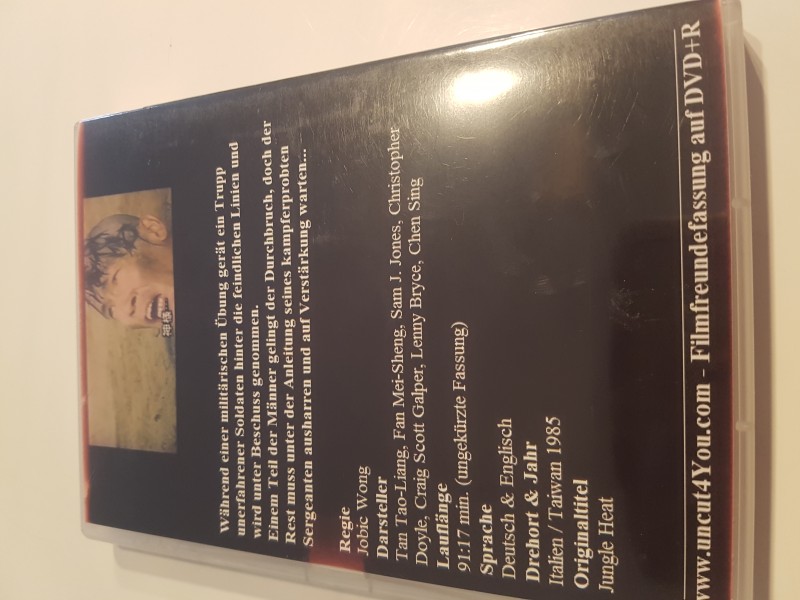 Während einer militärischen Übung gerät ein Trupp
unerfahrener Soldaten hinter die feindlichen Linien und
wird unter Beschuss genommen.
Einem Teil der Männer gelingt der Durchbruch, doch der
Rest muss unter der Anleitung seines kampferprobten
Sergeanten ausharren und auf Verstärkung warten...
Regie
Jobic Wong
Darsteller
Tan Tao-Liang, Fan Mei-Sheng, Sam J. Jones, Christopher
Doyle, Craig Scott Galper, Lenny Bryce, Chen Sing
Lauflänge
91:17 min. (ungekürzte Fassung)
Sprache
Deutsch & Englisch
Drehort & Jahr
Italien / Taiwan 1985
Originaltitel
Jungle Heat
www.uncut4You.com - Filmfreundefassung auf DVD+R